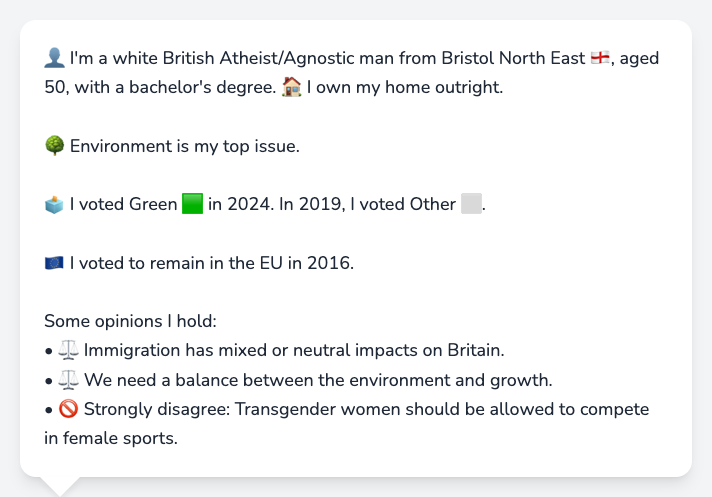 👤 I'm a white British Atheist/Agnostic man from Bristol North East 🏴󠁧󠁢󠁥󠁮󠁧󠁿, aged
50, with a bachelor's degree. 🏠 I own my home outright.
🌳 Environment is my top issue.
🗳️ I voted Green 🟩 in 2024. In 2019, I voted Other ⬜.
🇪🇺 I voted to remain in the EU in 2016.
Some opinions I hold:
• ⚖️ Immigration has mixed or neutral impacts on Britain.
• ⚖️ We need a balance between the environment and growth.
• 🚫 Strongly disagree: Transgender women should be allowed to compete
in female sports.